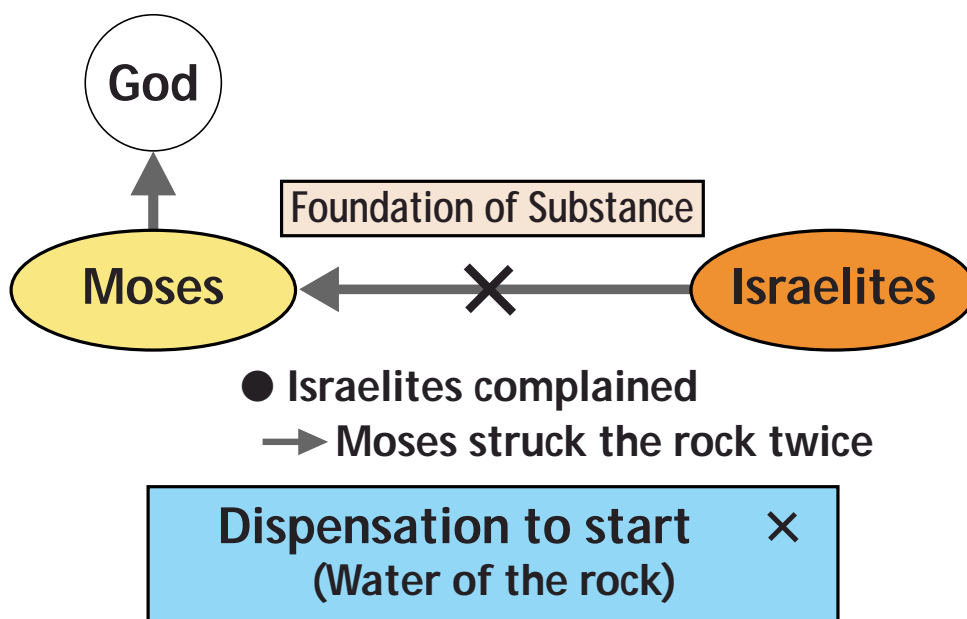 God
Foundation of Substance
Moses
Israelites
● Israelites complained
→ Moses struck the rock twice
Dispensation to start ×
(Water of the rock)